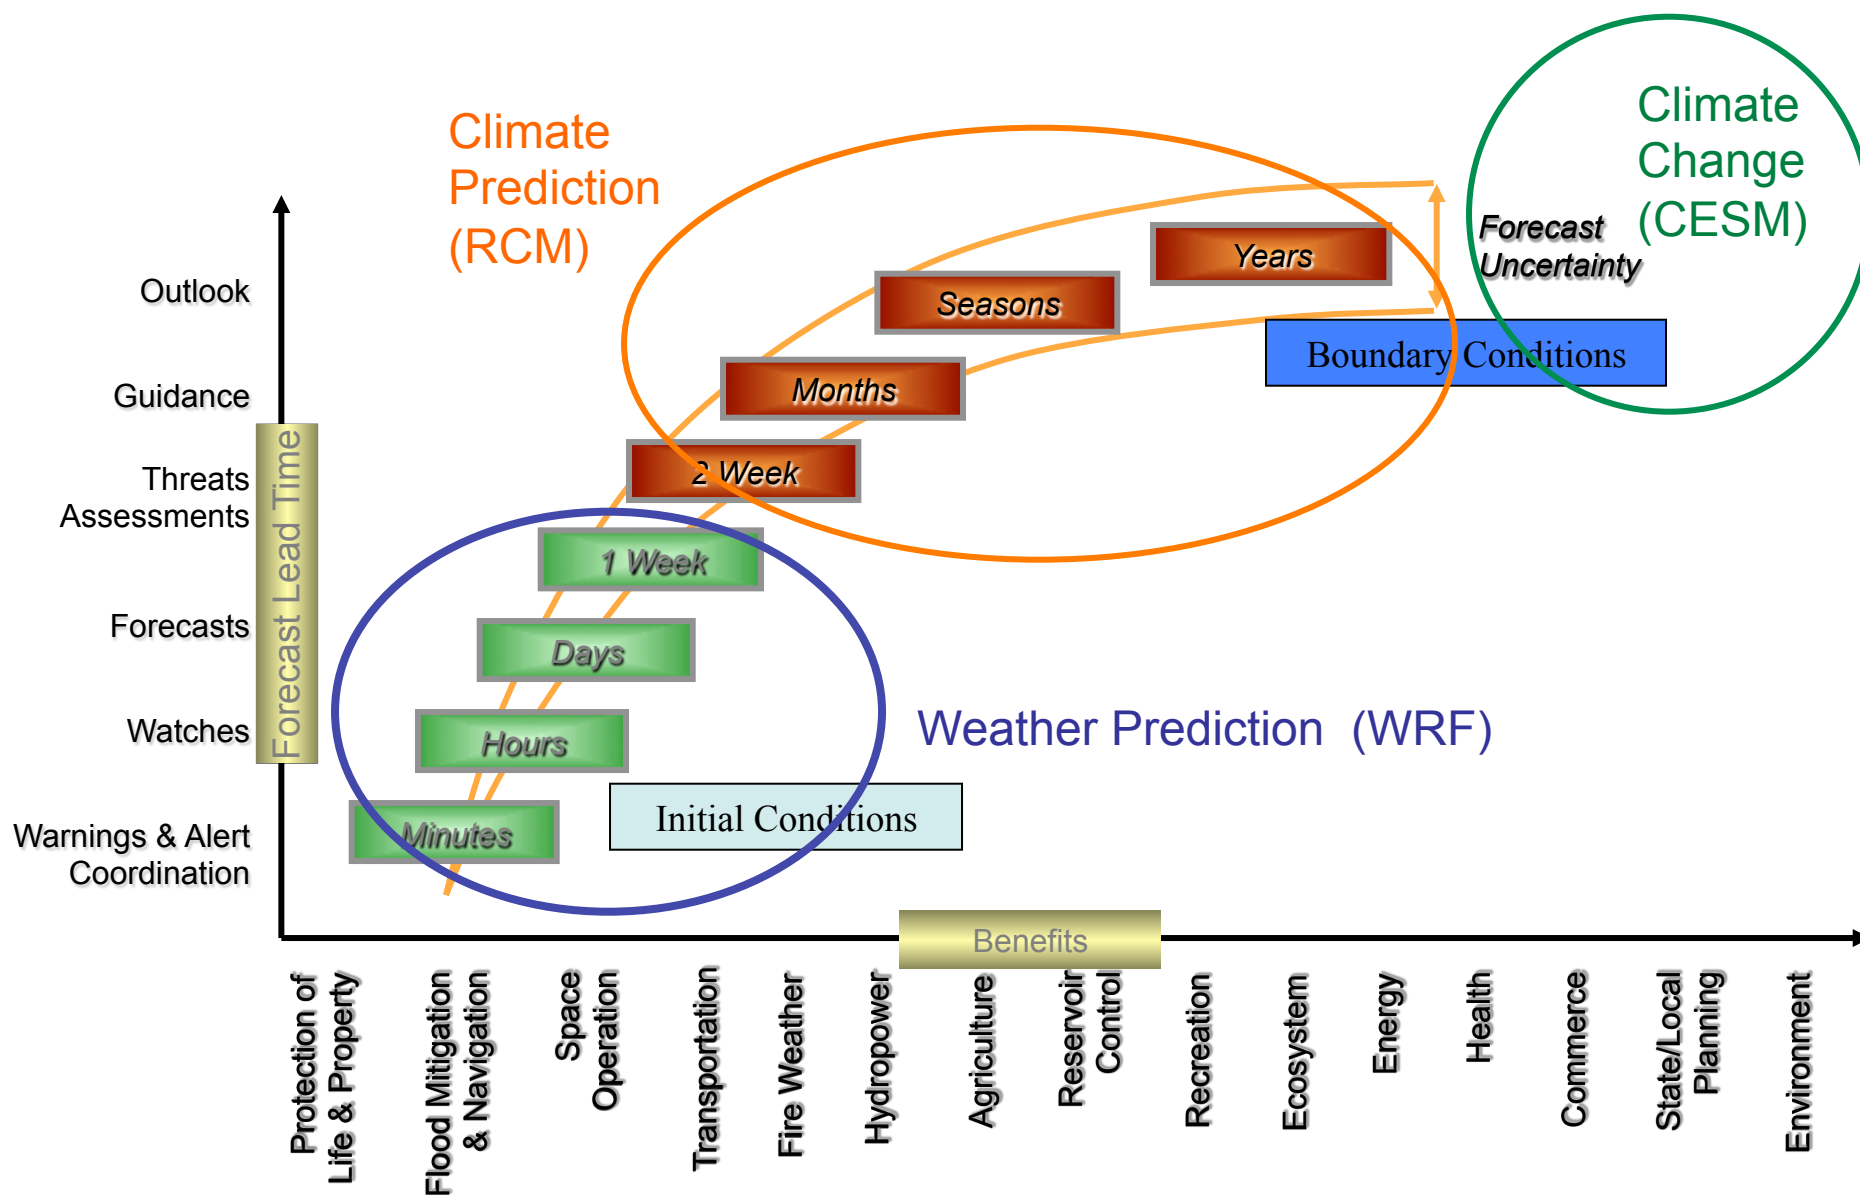 Climate
Prediction
(RCM)
Climate
Change
(CESM)
Forecast
Uncertainty
Years
Seasons
Boundary Conditions
Months
2 Week
1 Week
Days
Hours
Minutes
Weather Prediction (WRF)
Initial Conditions
Outlook
Guidance
Threats
Assessments
Forecasts
Watches
Warnings & Alert
Coordination
Forecast Lead Time
Benefits
Protection of
Life & Property
Flood Mitigation
& Navigation
Space
Operation
Transportation
Fire Weather
Hydropower
Agriculture
Reservoir
Control
Recreation
Ecosystem
Energy
Health
Commerce
State/Local
Planning
Environment